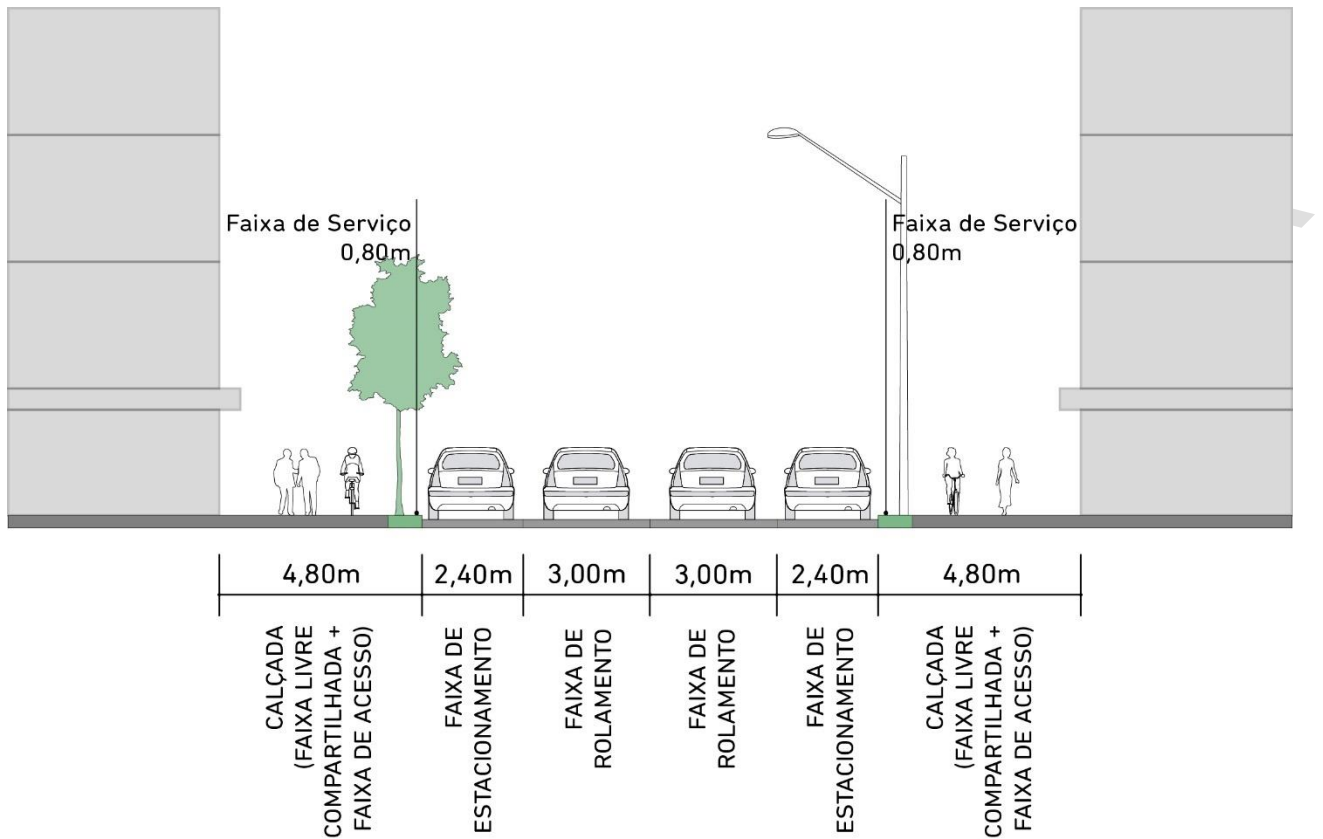 Faixa de Serviço
0,80m
Faixa de Serviço
0,80m
4,80m
2,40m
3,00m
3,00m
2,40m
4,80m
CALÇADA
(FAIXA LIVRE
COMPARTILHADA +
FAIXA DE ACESSO)
FAIXA DE
ESTACIONAMENTO
FAIXA DE
ROLAMENTO
FAIXA DE
ROLAMENTO
FAIXA DE
ESTACIONAMENTO
CALÇADA
(FAIXA LIVRE
COMPARTILHADA +
FAIXA DE ACESSO)